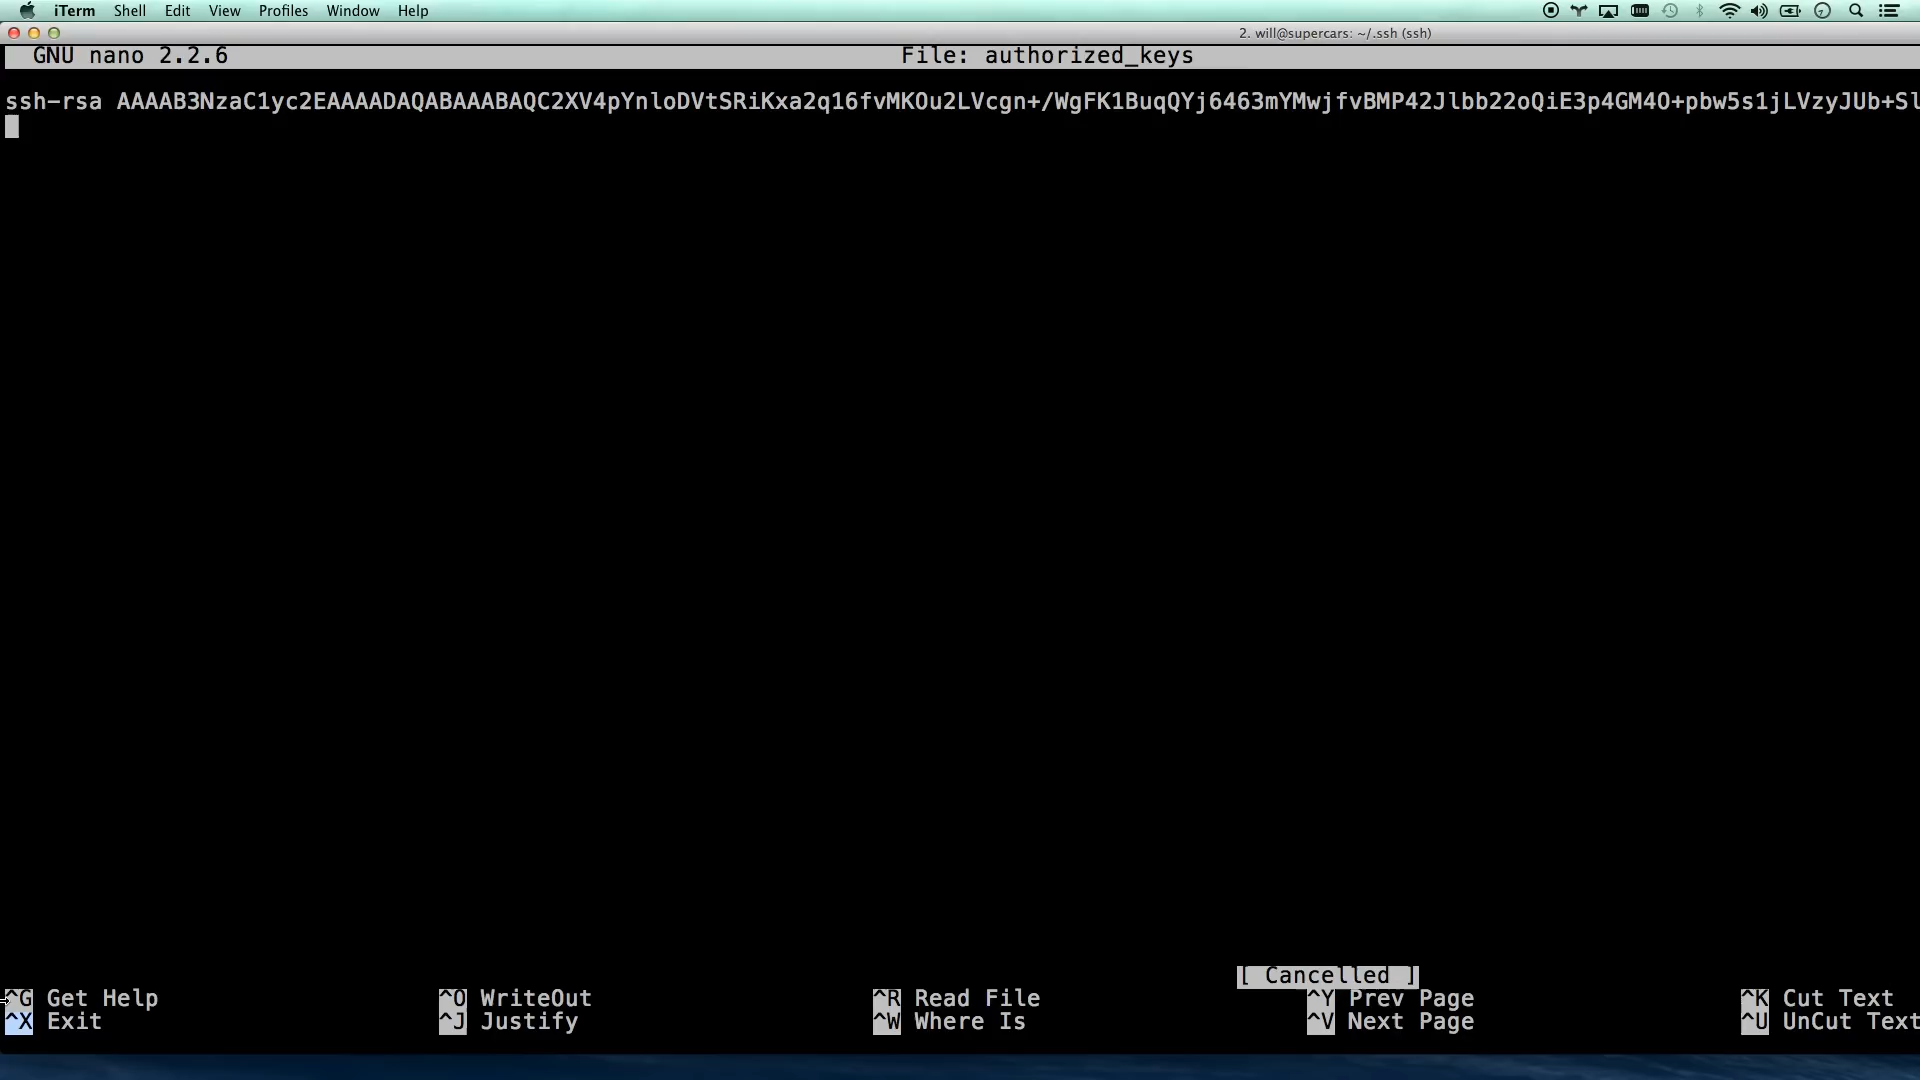 iTerm Shell Edit View Profiles Window Help
2. will@supercars: ~/.ssh (ssh)
GNU nano 2.2.6 File: authorized_keys
ssh-rsa AAAAB3NzaC1yc2EAAAADAQABAAABAQC2XV4pYnloDVtSRiKxa2q16fvMKOu2LVcgn+/WgFK1BuqQYj6463mYMwjfvBMP42Jlbb22oQiE3p4GM4O+pbw5s1jLVzyJUb+Sl
[ Cancelled ]
^G Get Help ^O WriteOut ^R Read File ^Y Prev Page ^K Cut Text
^X Exit ^J Justify ^W Where Is ^V Next Page ^U UnCut Text